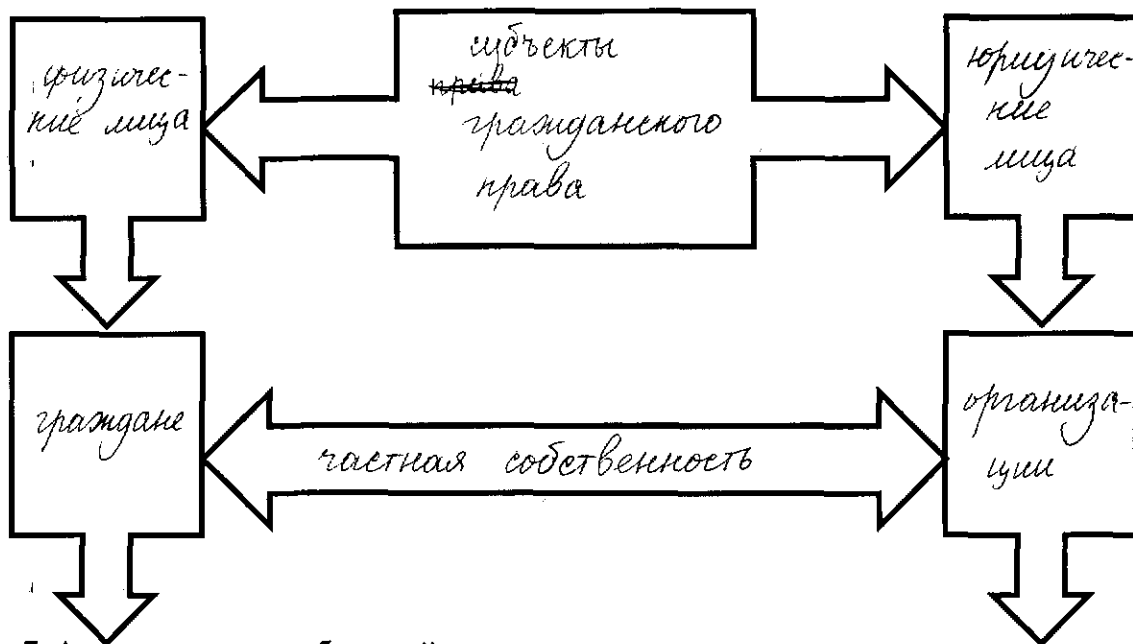 физичес-
кие лица
субъекты
права
гражданского
права
юридичес-
кие
лица
граждане
частная собственность
организа-
ции